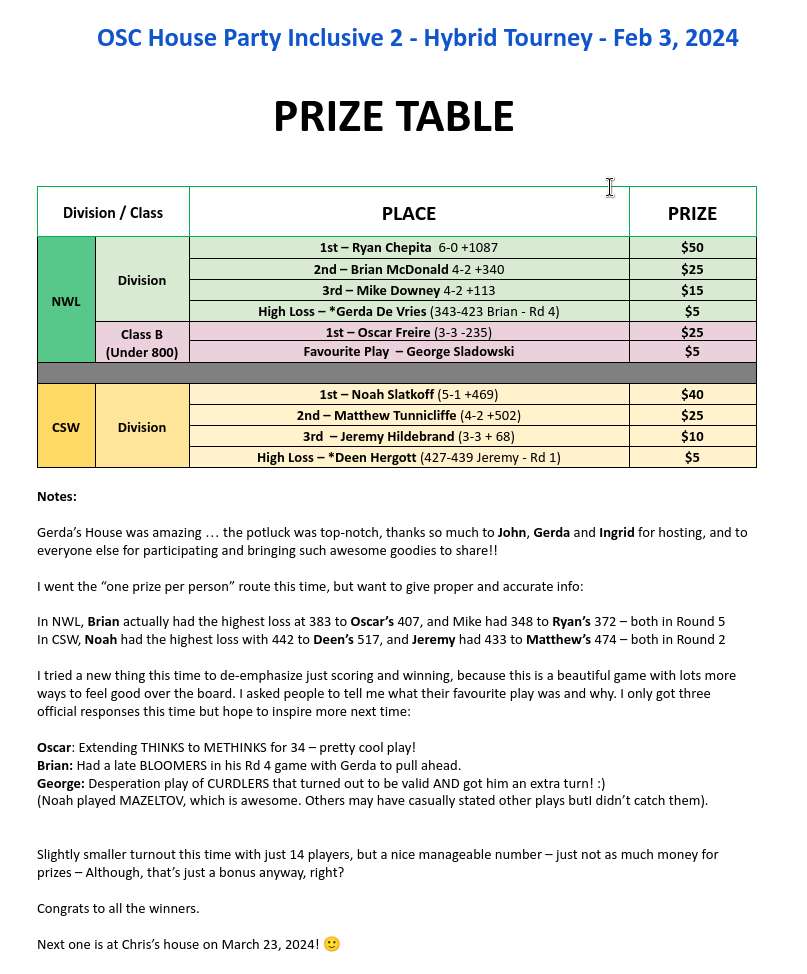 OSC House Party Inclusive 2 - Hybrid Tourney - Feb 3, 2024
PRIZE TABLE
Division / Class PLACE PRIZE
NWL
Division
1st – Ryan Chepita 6-0 +1087 $50
2nd – Brian McDonald 4-2 +340 $25
3rd – Mike Downey 4-2 +113 $15
High Loss – *Gerda De Vries (343-423 Brian - Rd 4) $5
Class B
(Under 800)
1st – Oscar Freire (3-3 -235) $25
Favourite Play – George Sladowski $5
CSW
Division
1st – Noah Slatkoff (5-1 +469) $40
2nd – Matthew Tunnicliffe (4-2 +502) $25
3rd – Jeremy Hildebrand (3-3 + 68) $10
High Loss – *Deen Hergott (427-439 Jeremy - Rd 1) $5
Notes:
Gerda’s House was amazing … the potluck was top-notch, thanks so much to John, Gerda and Ingrid for hosting, and to
everyone else for participating and bringing such awesome goodies to share!!
I went the “one prize per person” route this time, but want to give proper and accurate info:
In NWL, Brian actually had the highest loss at 383 to Oscar’s 407, and Mike had 348 to Ryan’s 372 – both in Round 5
In CSW, Noah had the highest loss with 442 to Deen’s 517, and Jeremy had 433 to Matthew’s 474 – both in Round 2
I tried a new thing this time to de-emphasize just scoring and winning, because this is a beautiful game with lots more
ways to feel good over the board. I asked people to tell me what their favourite play was and why. I only got three
official responses this time but hope to inspire more next time:
Oscar: Extending THINKS to METHINKS for 34 – pretty cool play!
Brian: Had a late BLOOMERS in his Rd 4 game with Gerda to pull ahead.
George: Desperation play of CURDLERS that turned out to be valid AND got him an extra turn! :)
(Noah played MAZELTOV, which is awesome. Others may have casually stated other plays butI didn’t catch them).
Slightly smaller turnout this time with just 14 players, but a nice manageable number – just not as much money for
prizes – Although, that’s just a bonus anyway, right?
Congrats to all the winners.
Next one is at Chris’s house on March 23, 2024! 🙂